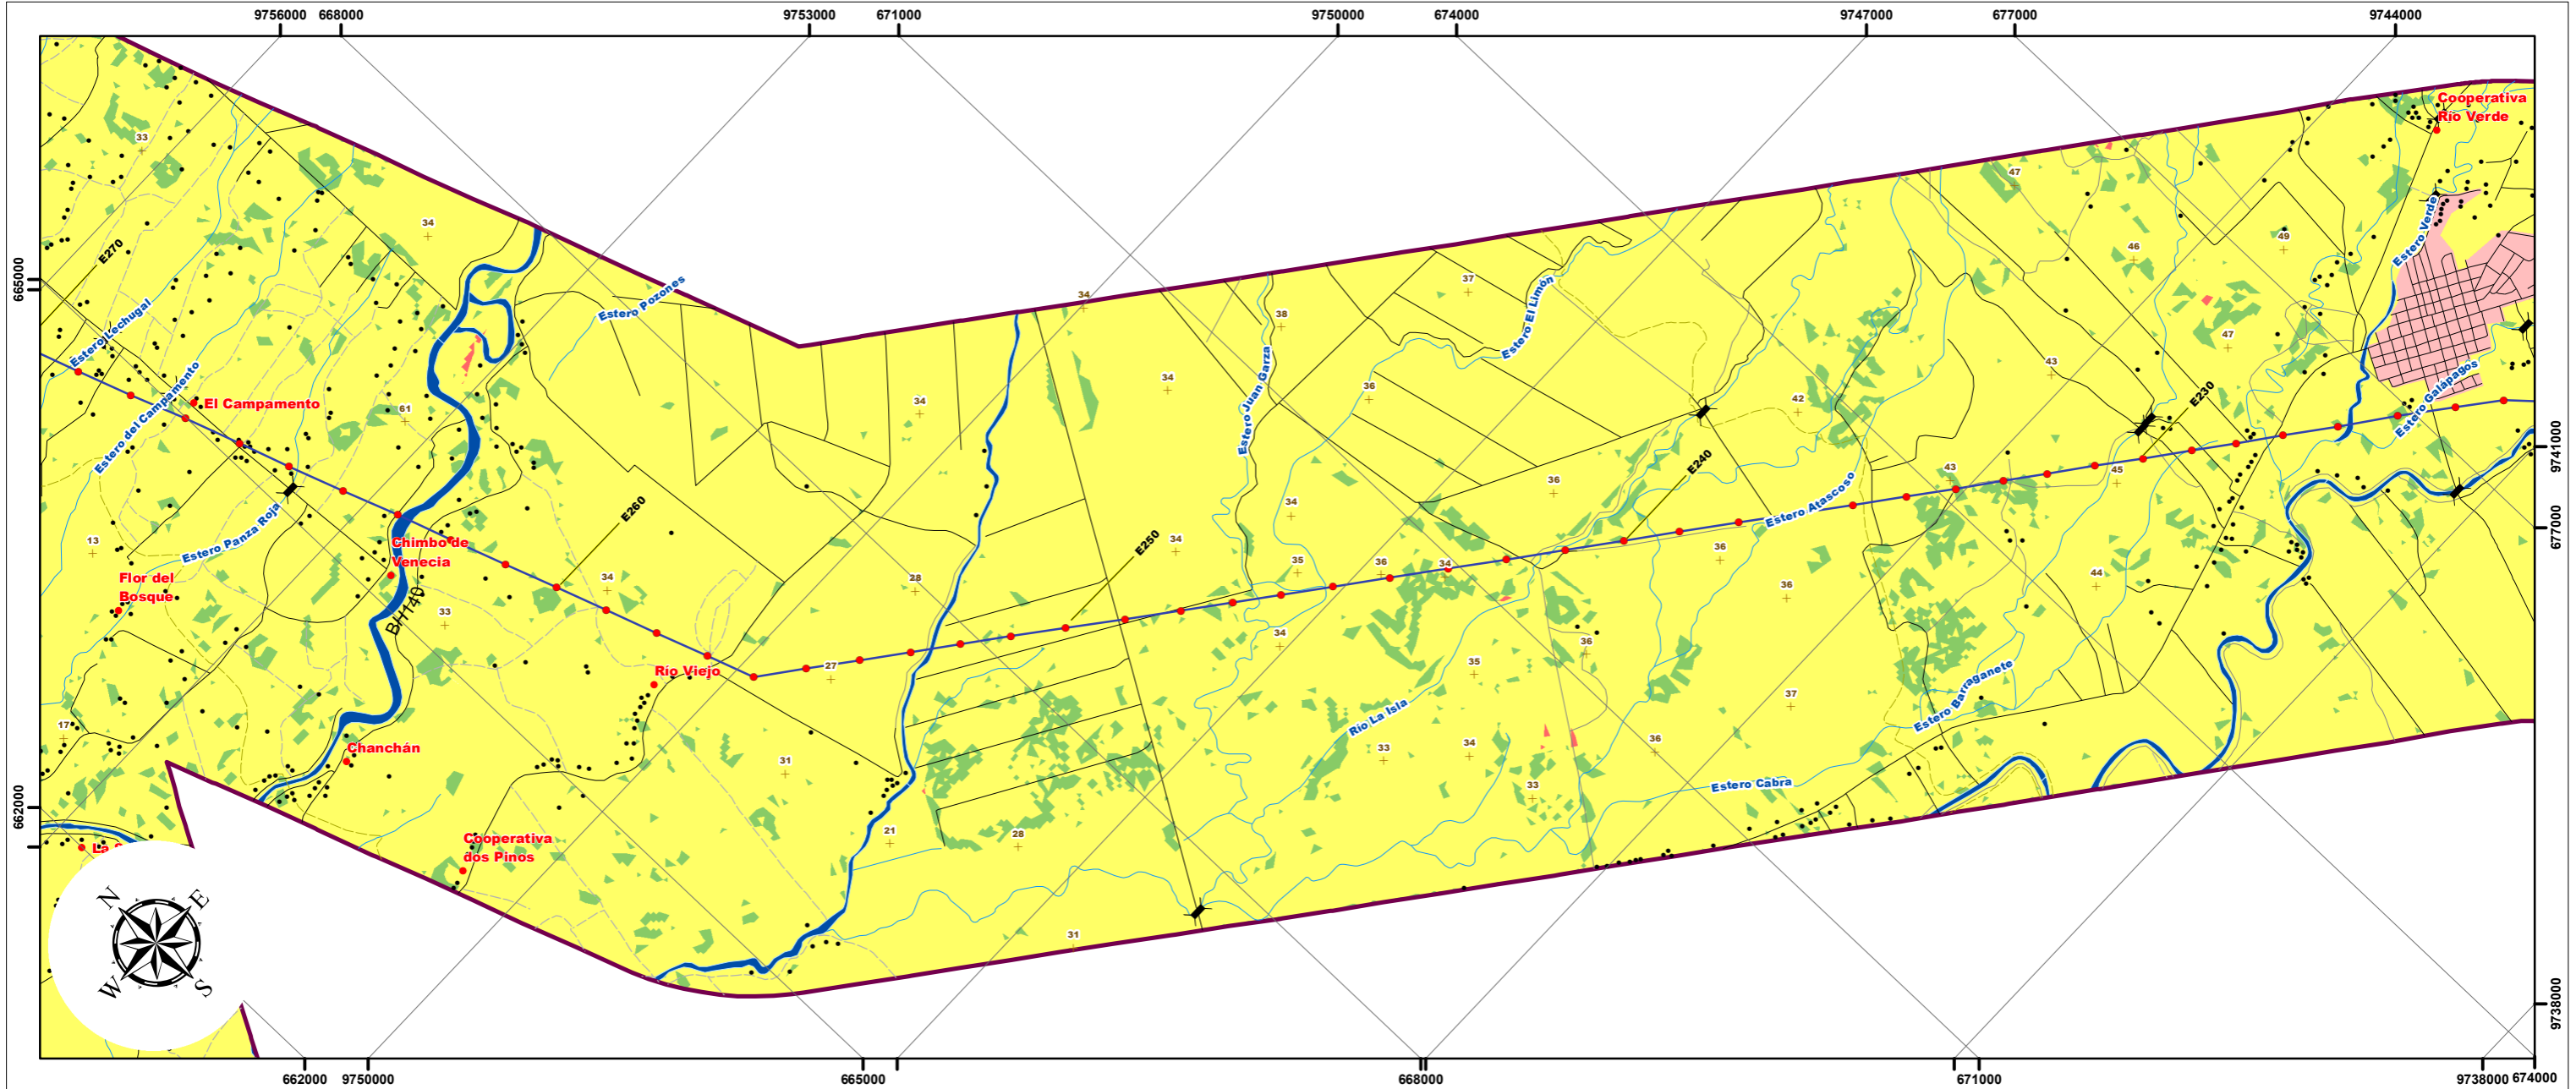 9756000 668000 9753000 671000 9750000 674000 9747000 677000 9744000
Cooperativa
Río Verde
33
47
34
46
49
E270
665000
Estero Verde
Estero Pozones
37
Estero El Limón
34
38
Estero Lechugal
47
43
Estero Galápagos
Estero Juan Garza
Estero del Campamento
34
36
E230
42
El Campamento
34
61
9741000
E240
43
45
36
Estero Atascoso
34
E260
Estero Panza Roja
677000
13
34
E250
Chimbo de
Venecia
36
35
36
34
Flor del
Bosque
34
28
36
44
BH140
33
34
36
Río Viejo
27
35
Estero Barraganete
37
Río La Isla
17
Chanchán
33
34
36
31
Estero Cabra
33
662000
21
28
Cooperativa
dos Pinos
La
N
E
W
S
31
9738000
662000 9750000 665000 668000 671000 9738000 674000